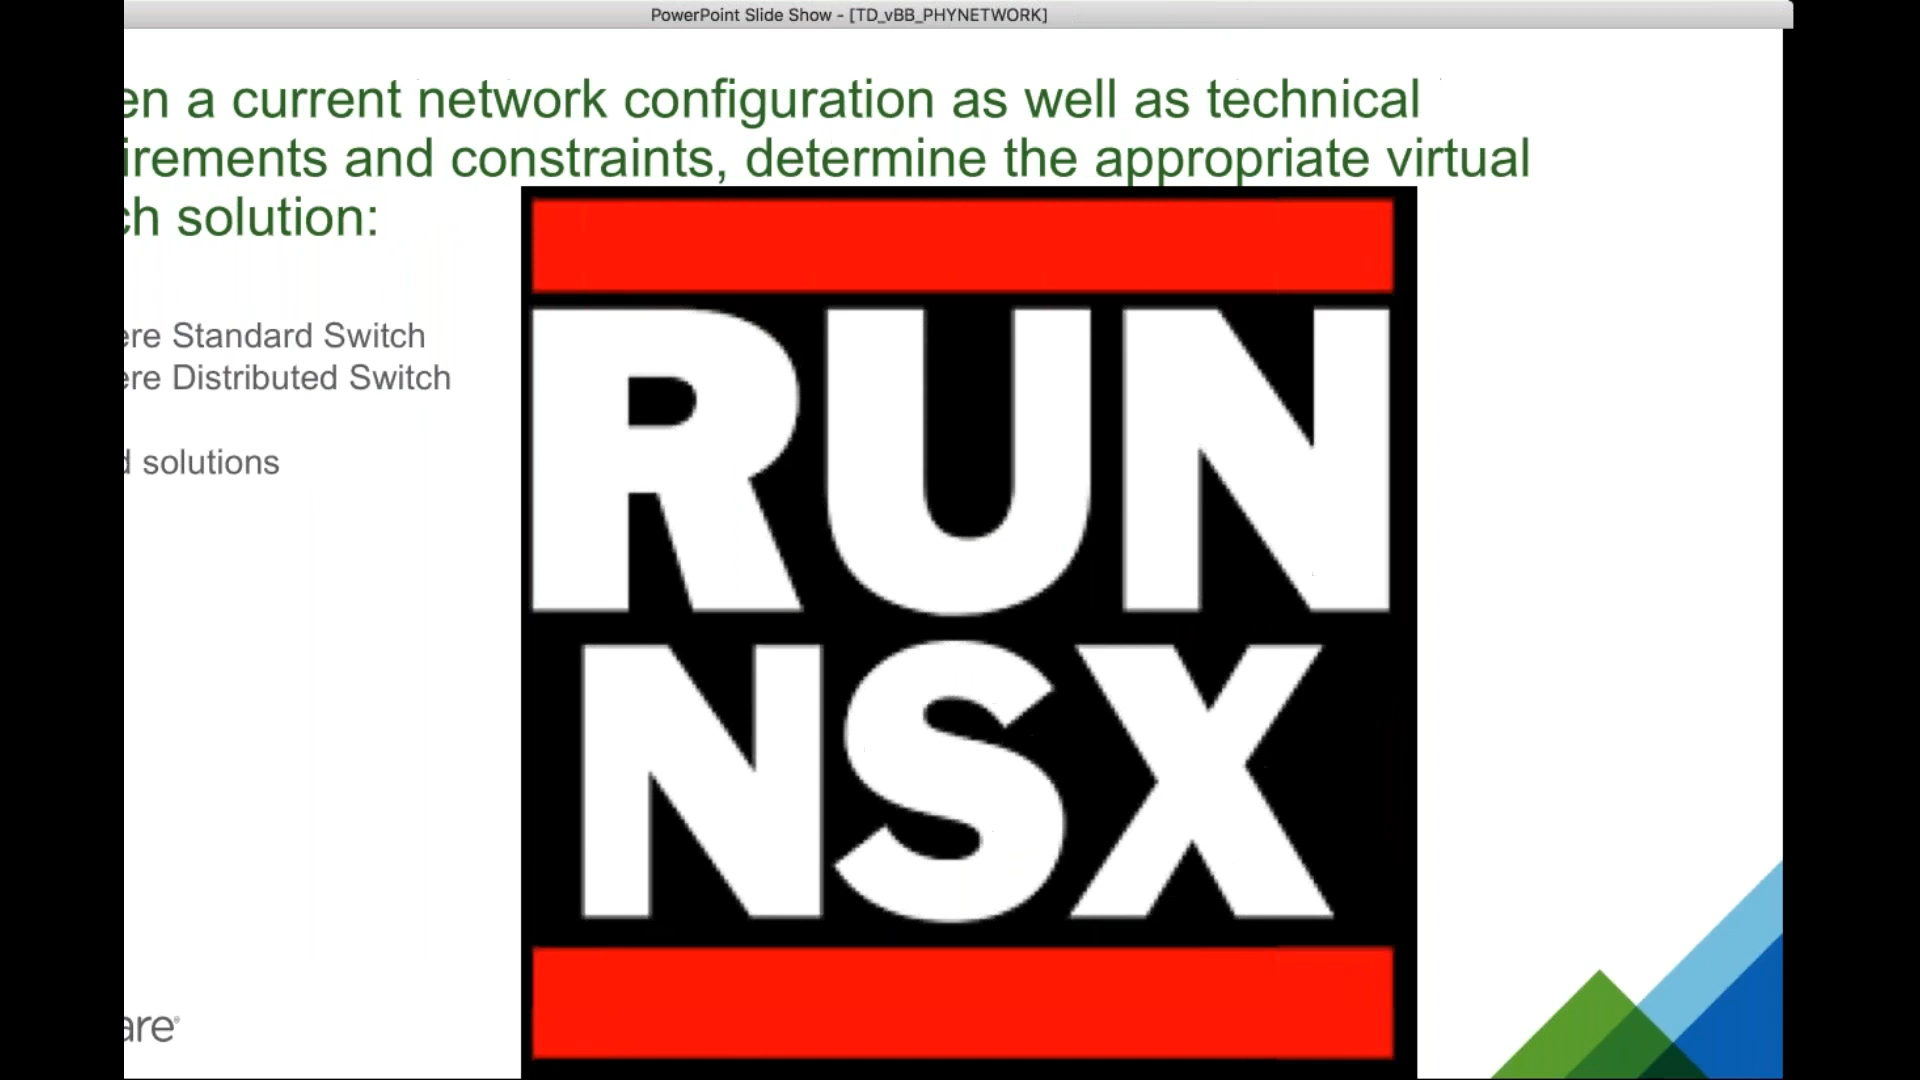 PowerPoint Slide Show - [TD_vBB_PHYNETWORK]
en a current network configuration as well as technical
irements and constraints, determine the appropriate virtual
ch solution:
ere Standard Switch
ere Distributed Switch
d solutions
RUN
NSX
are®